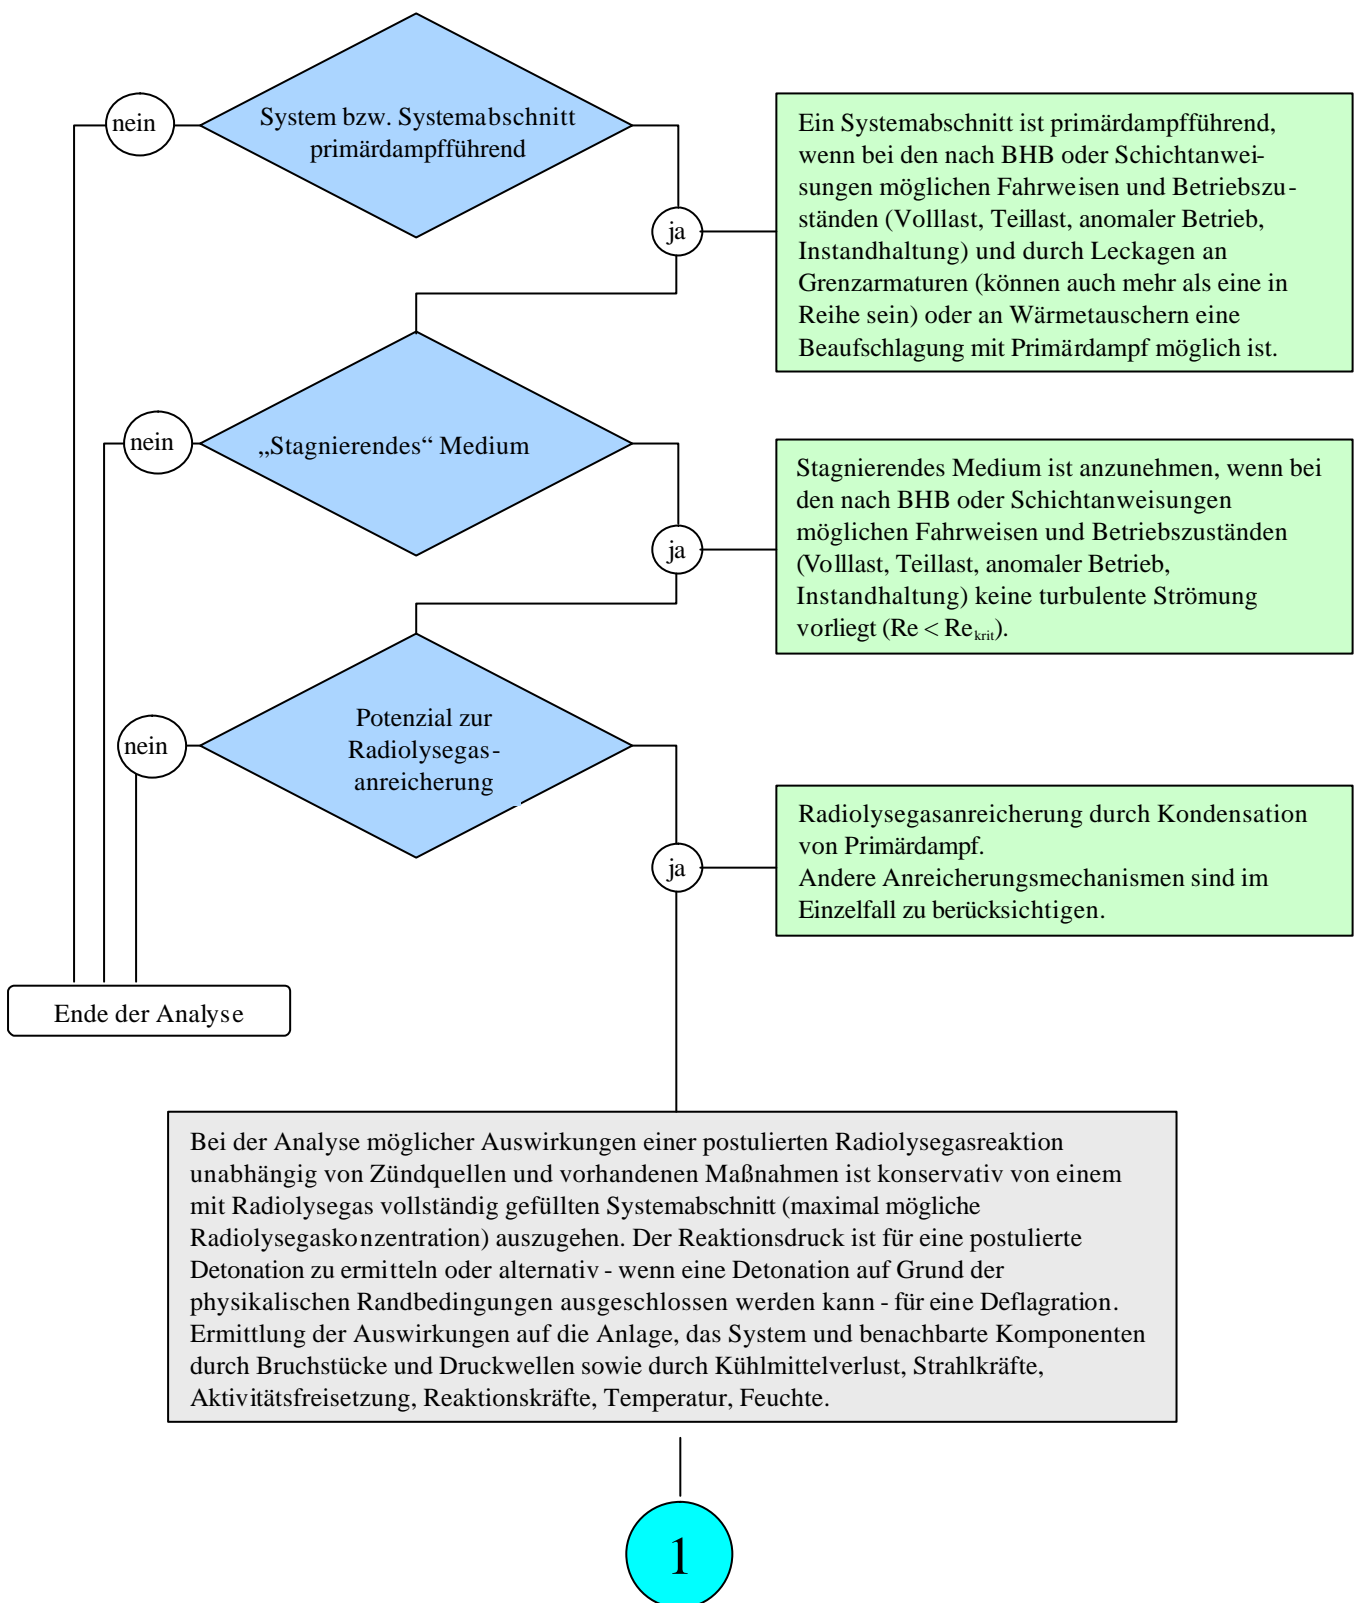 nein
System bzw. Systemabschnitt
primärdampfführend
ja
Ein Systemabschnitt ist primärdampfführend,
wenn bei den nach BHB oder Schichtanwei-
sungen möglichen Fahrweisen und Betriebszu-
ständen (Volllast, Teillast, anomaler Betrieb,
Instandhaltung) und durch Leckagen an
Grenzarmaturen (können auch mehr als eine in
Reihe sein) oder an Wärmetauschern eine
Beaufschlagung mit Primärdampf möglich ist.
nein
„Stagnierendes“ Medium
ja
Stagnierendes Medium ist anzunehmen, wenn bei
den nach BHB oder Schichtanweisungen
möglichen Fahrweisen und Betriebszuständen
(Volllast, Teillast, anomaler Betrieb,
Instandhaltung) keine turbulente Strömung
vorliegt (Re < Rekrit).
nein
Potenzial zur
Radiolysegas-
anreicherung
ja
Radiolysegasanreicherung durch Kondensation
von Primärdampf.
Andere Anreicherungsmechanismen sind im
Einzelfall zu berücksichtigen.
Ende der Analyse
Bei der Analyse möglicher Auswirkungen einer postulierten Radiolysegasreaktion
unabhängig von Zündquellen und vorhandenen Maßnahmen ist konservativ von einem
mit Radiolysegas vollständig gefüllten Systemabschnitt (maximal mögliche
Radiolysegaskonzentration) auszugehen. Der Reaktionsdruck ist für eine postulierte
Detonation zu ermitteln oder alternativ - wenn eine Detonation auf Grund der
physikalischen Randbedingungen ausgeschlossen werden kann - für eine Deflagration.
Ermittlung der Auswirkungen auf die Anlage, das System und benachbarte Komponenten
durch Bruchstücke und Druckwellen sowie durch Kühlmittelverlust, Strahlkräfte,
Aktivitätsfreisetzung, Reaktionskräfte, Temperatur, Feuchte.
1